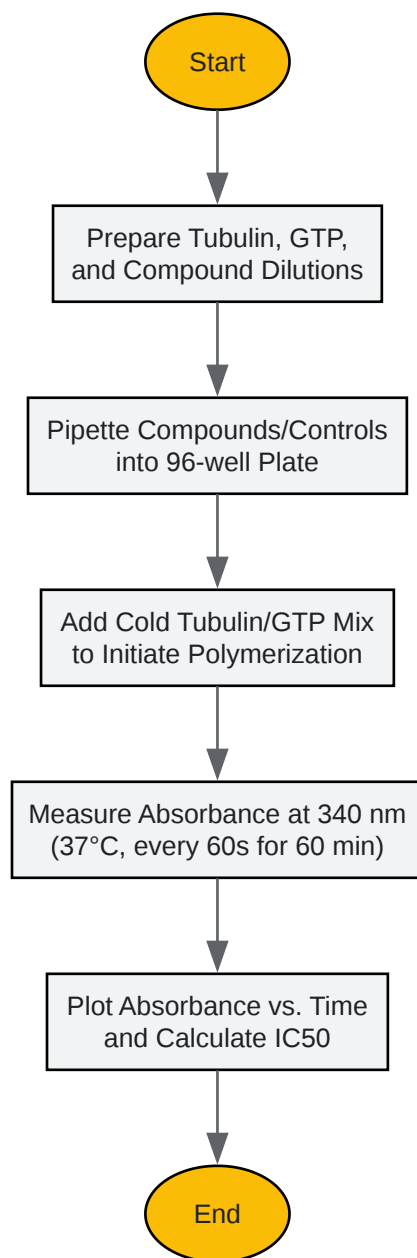 Start
Prepare Tubulin, GTP,
and Compound Dilutions
Pipette Compounds/Controls
into 96-well Plate
Add Cold Tubulin/GTP Mix
to Initiate Polymerization
Measure Absorbance at 340 nm
(37°C, every 60s for 60 min)
Plot Absorbance vs. Time
and Calculate IC50
End